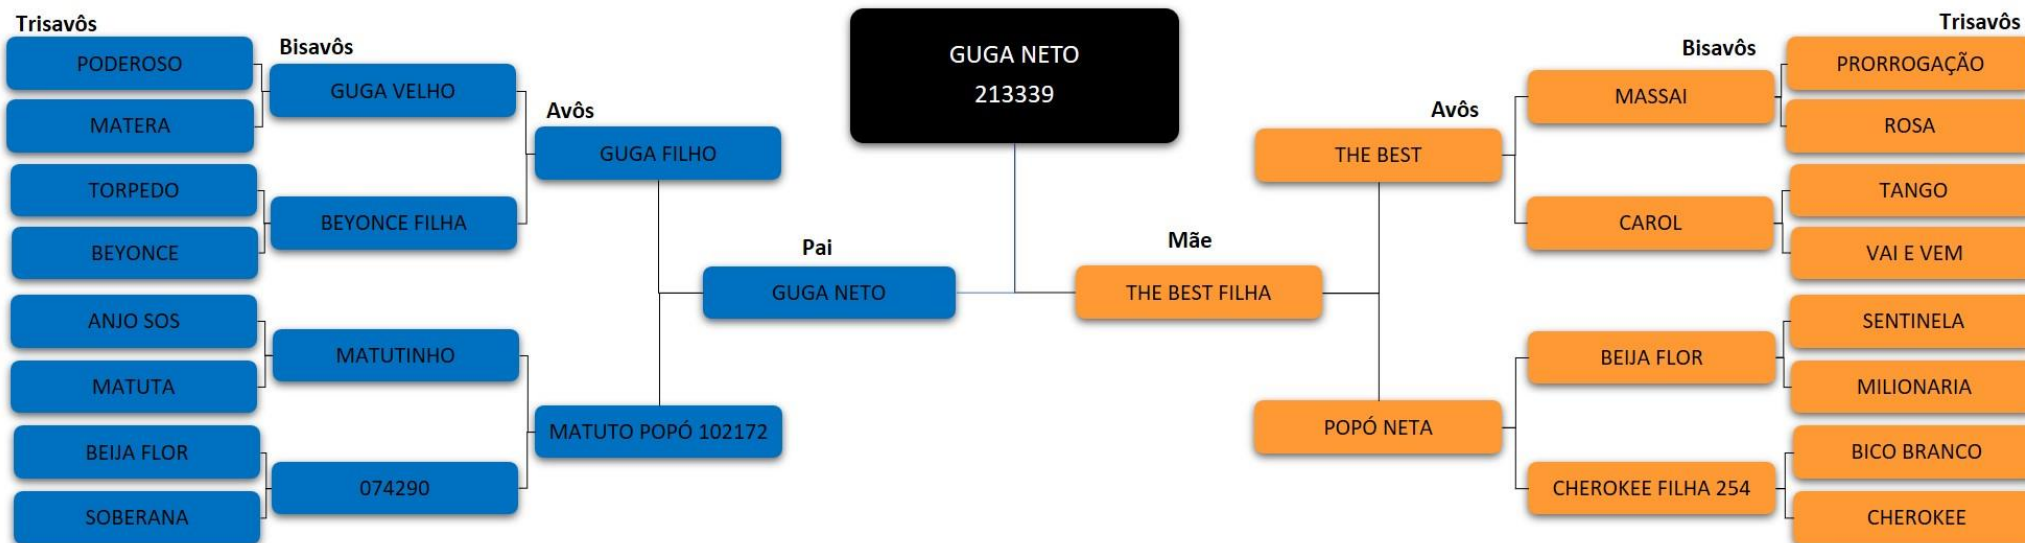 Trisavôs
PODEROSO
MATERA
TORPEDO
BEYONCE
ANJO SOS
MATUTA
BEIJA FLOR
SOBERANA
Bisavôs
GUGA VELHO
BEYONCE FILHA
MATUTINHO
074290
Avôs
GUGA FILHO
MATUTO POPÓ 102172
Pai
GUGA NETO
GUGA NETO
213339
Mãe
THE BEST FILHA
Avôs
THE BEST
POPÓ NETA
Bisavôs
MASSAI
CAROL
BEIJA FLOR
CHEROKEE FILHA 254
Trisavôs
PRORROGAÇÃO
ROSA
TANGO
VAI E VEM
SENTINELA
MILIONARIA
BICO BRANCO
CHEROKEE